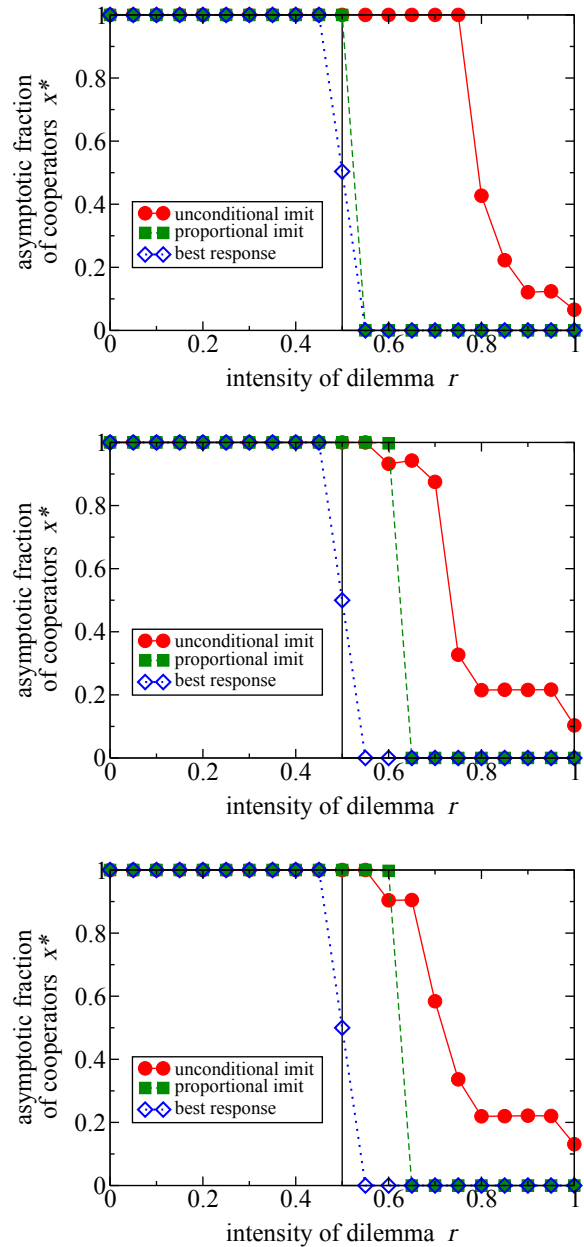 1
0.8
0.6
0.4
0.2
0
asymptotic fraction
of cooperators x*
unconditional imit
proportional imit
best response
0 0.2 0.4 0.6 0.8 1
intensity of dilemma r
1
0.8
0.6
0.4
0.2
0
asymptotic fraction
of cooperators x*
unconditional imit
proportional imit
best response
0 0.2 0.4 0.6 0.8 1
intensity of dilemma r
1
0.8
0.6
0.4
0.2
0
asymptotic fraction
of cooperators x*
unconditional imit
proportional imit
best response
0 0.2 0.4 0.6 0.8 1
intensity of dilemma r